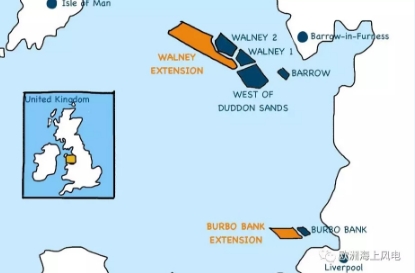 Isle of Man
WALNEY 2
Barrow-in-Furness
WALNEY 1
WALNEY
EXTENSION
BARROW
WEST OF
DUDDON SANDS
United Kingdom
BURBO BANK
EXTENSION
BURBO BANK
欧洲海上风电
Liverpool